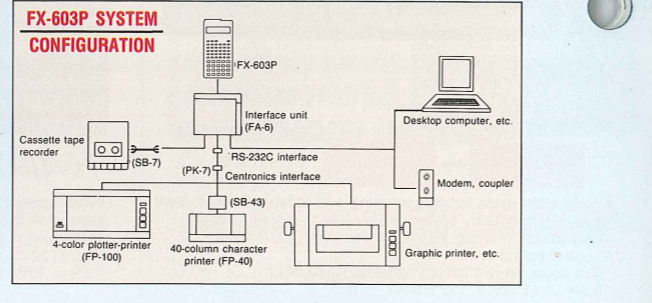 FX-603P SYSTEM
CONFIGURATION
FX-603P
Interface unit
(FA-6)
Desktop computer, etc.
Cassette tape
recorder
(SB-7)
RS-232C interface
(PK-7)
Centronics interface
Modem, coupler
(SB-43)
4-color plotter-printer
(FP-100)
40-column character
printer (FP-40)
Graphic printer, etc.